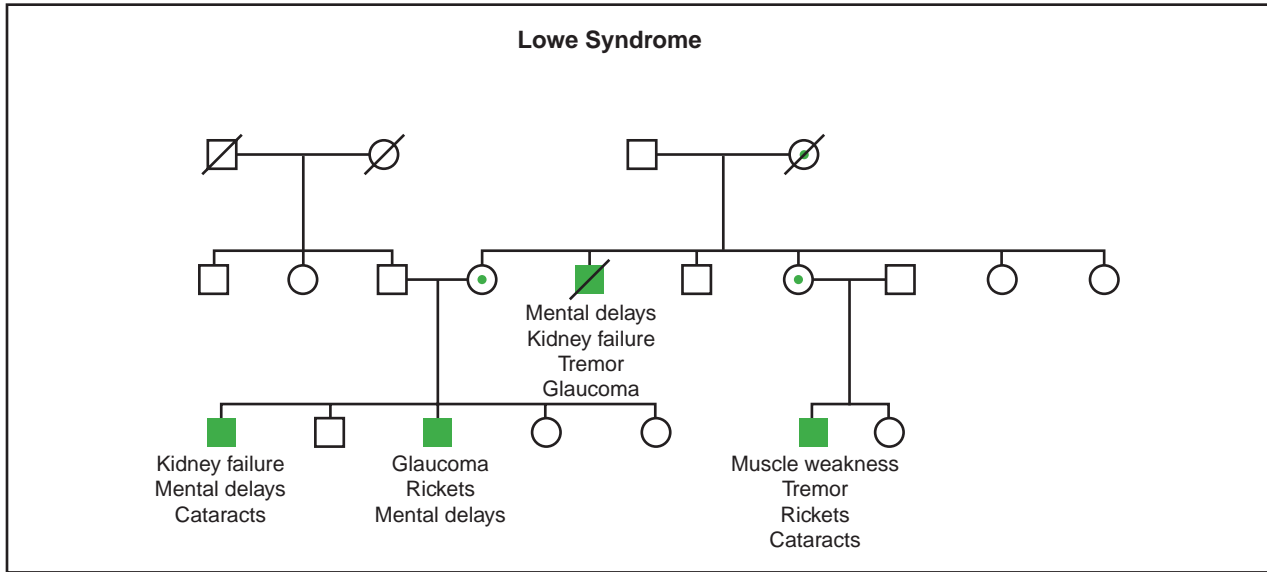 Lowe Syndrome
Mental delays
Kidney failure
Tremor
Glaucoma
Kidney failure
Mental delays
Cataracts
Glaucoma
Rickets
Mental delays
Muscle weakness
Tremor
Rickets
Cataracts